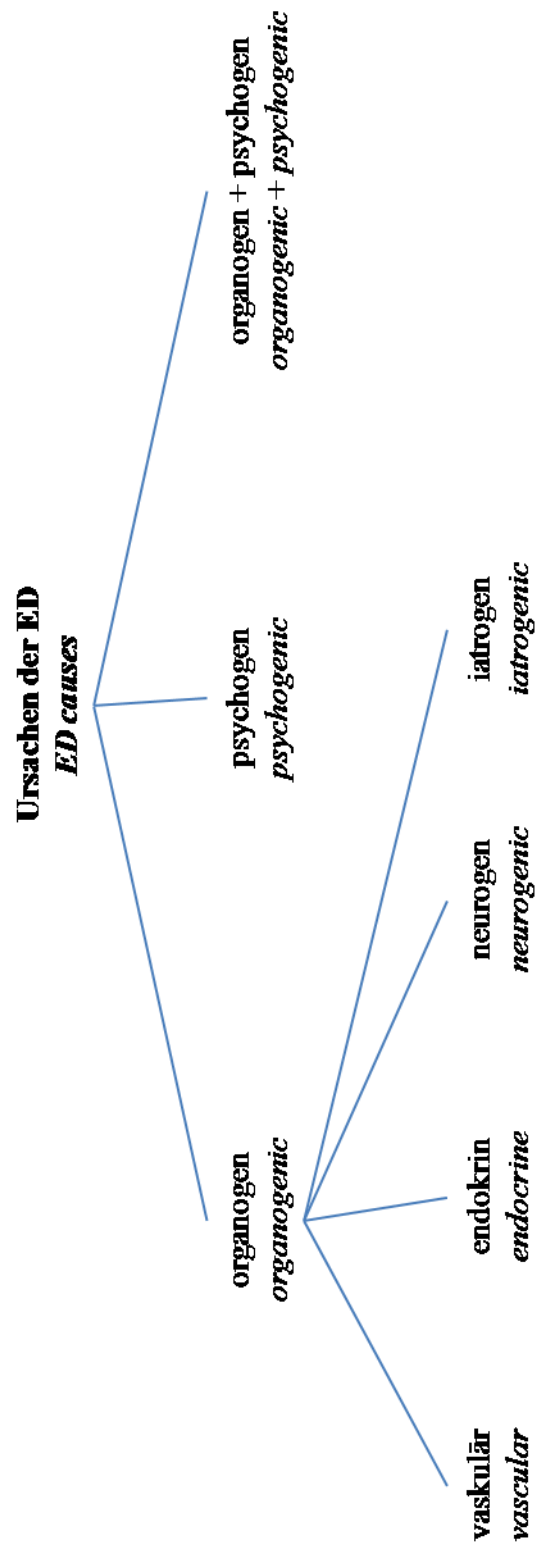 Ursachen der ED
ED causes
organogen
organogenic
psychogen
psychogenic
organogen + psychogen
organogenic + psychogenic
vaskulär
vascular
endokrin
endocrine
neurogen
neurogenic
iatrogen
iatrogenic